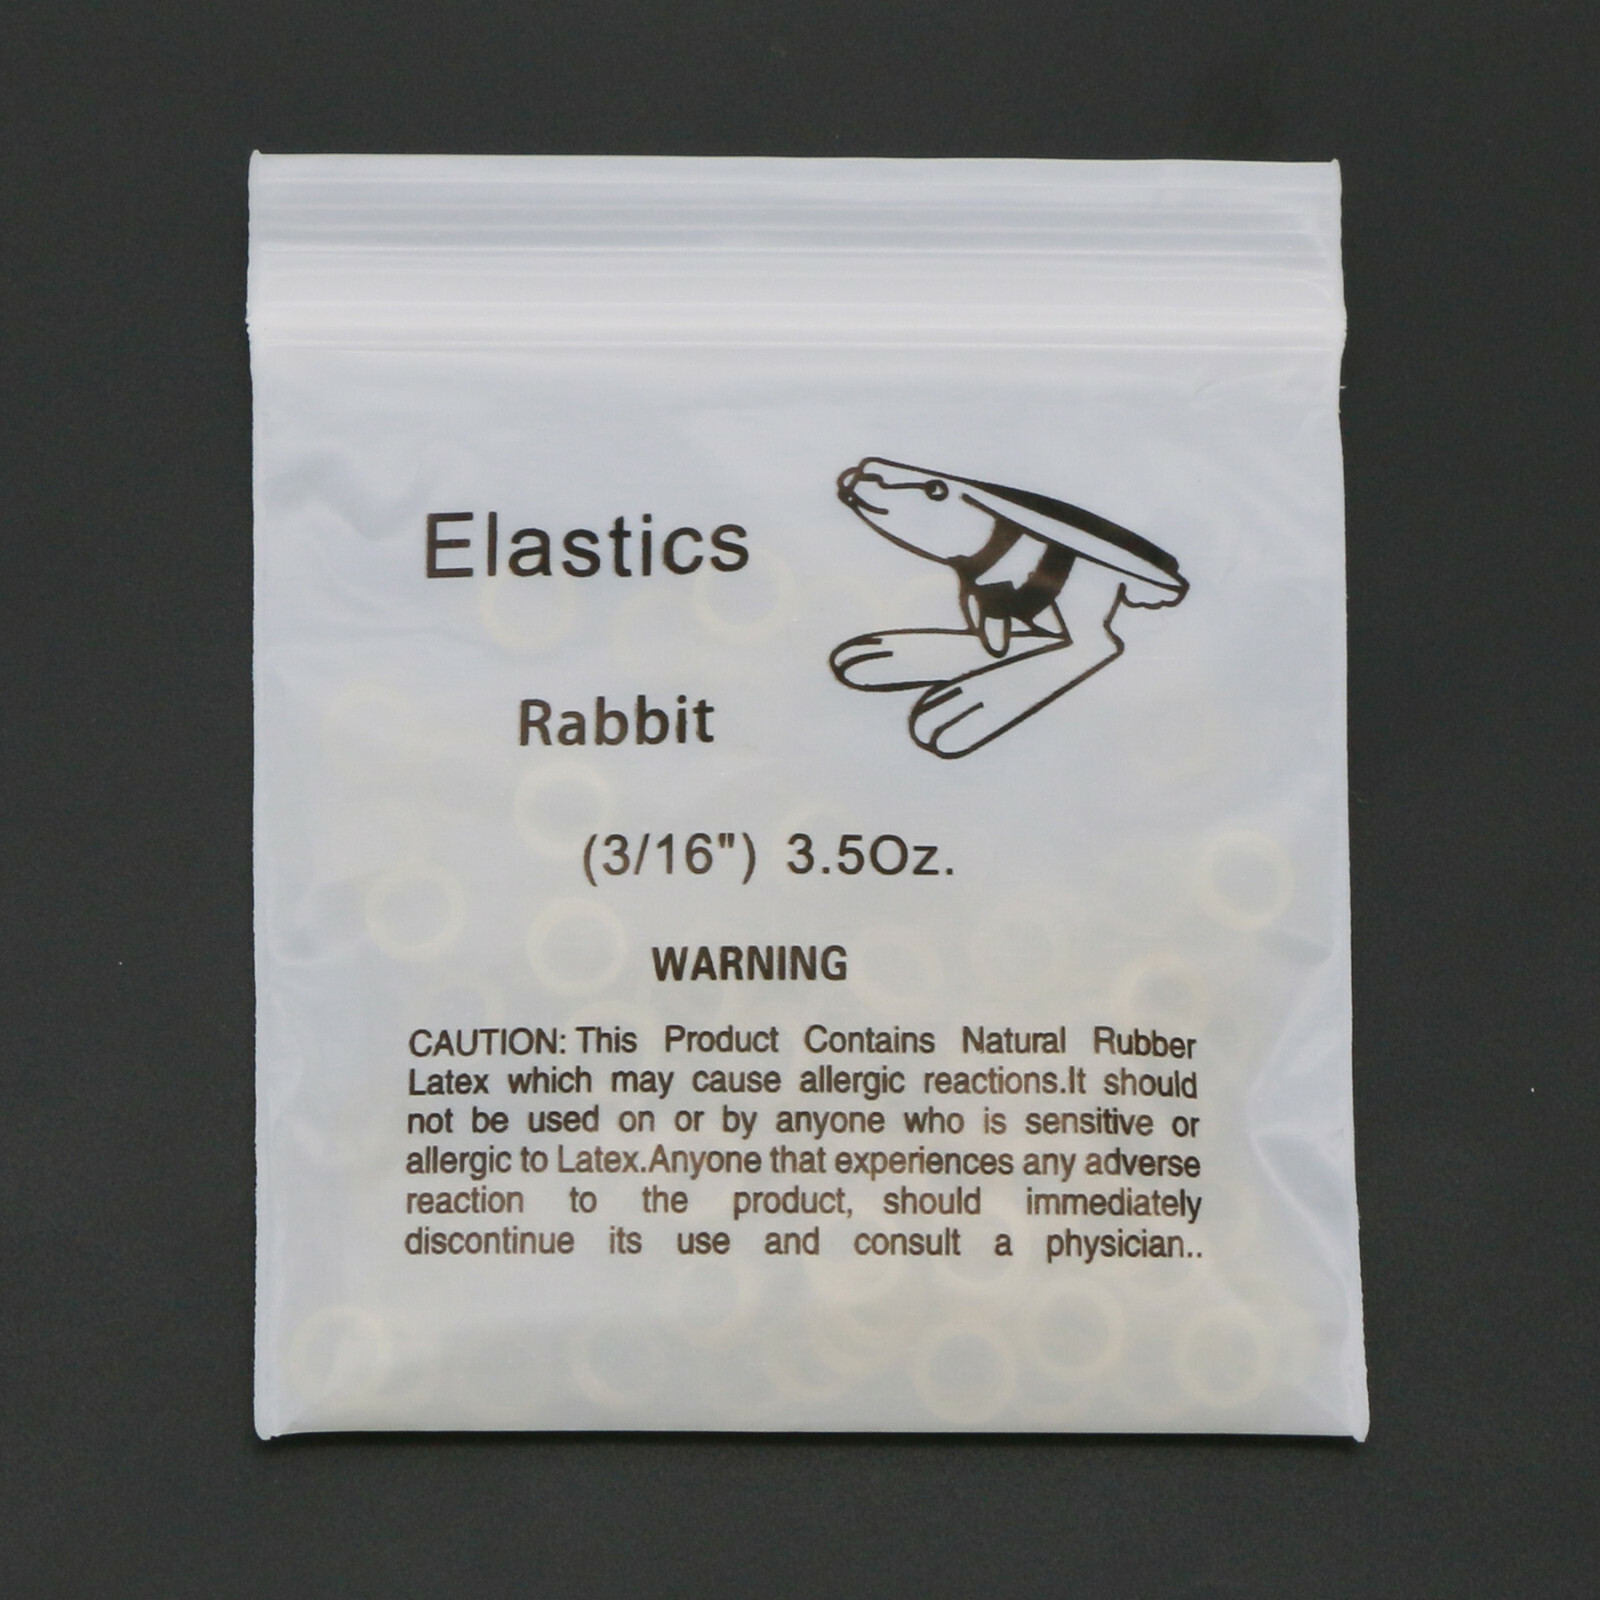 Elastics
Rabbit
(3/16") 3.5Oz.
WARNING
CAUTION: This Product Contains Natural Rubber
Latex which may cause allergic reactions.It should
not be used on or by anyone who is sensitive or
allergic to Latex.Anyone that experiences any adverse
reaction to the product, should immediately
discontinue its use and consult a physician..